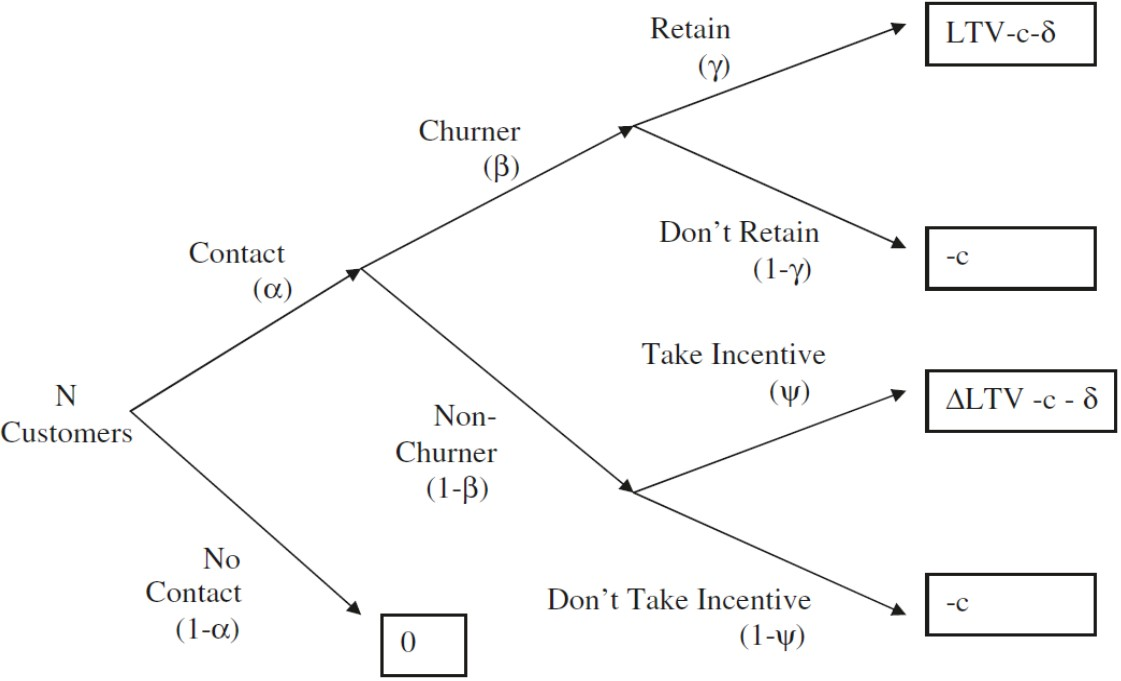 Retain
(γ)
LTV-c-δ
Churner
(β)
Don't Retain
(1-γ)
-c
Contact
(α)
Take Incentive
(ψ)
ΔLTV -c - δ
N
Customers
Non-
Churner
(1-β)
No
Contact
(1-α)
Don't Take Incentive
(1-ψ)
-c
0